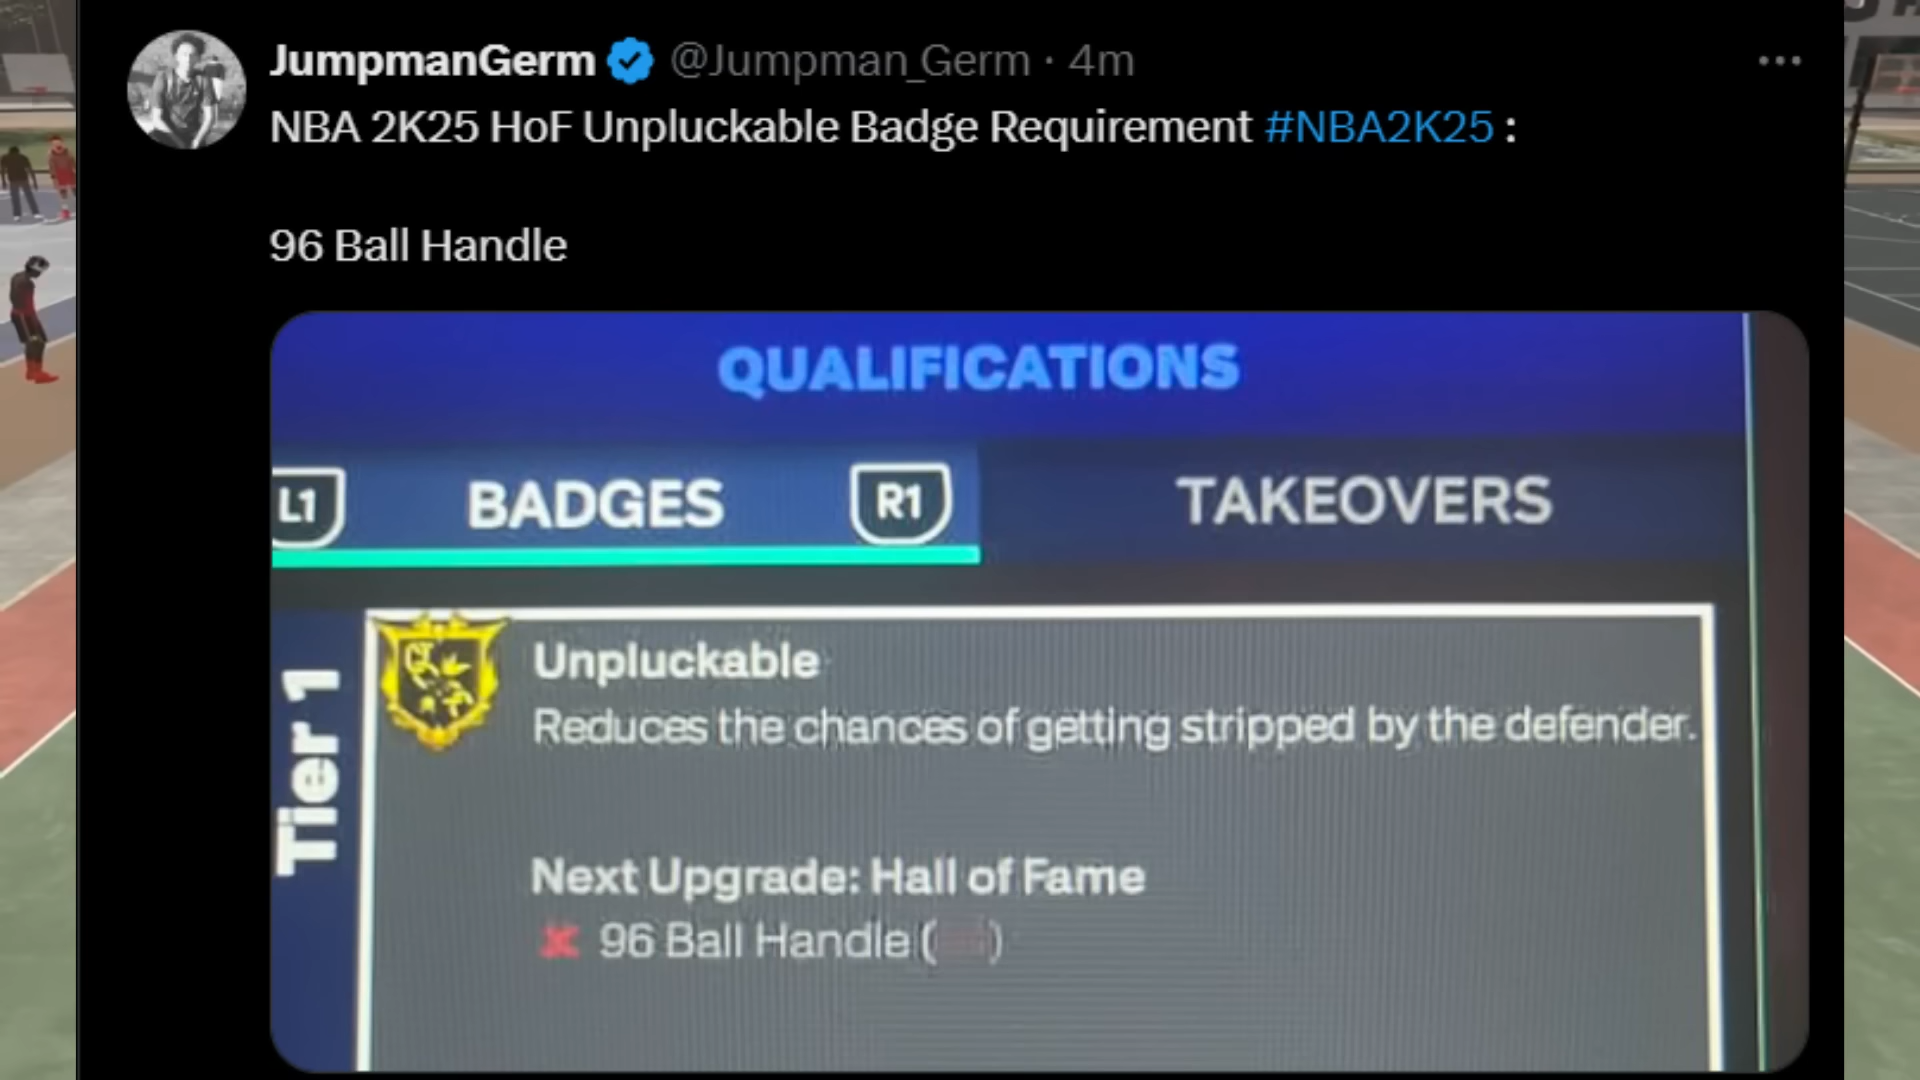 JumpmanGerm @Jumpman_Germ · 4m
NBA 2K25 HoF Unpluckable Badge Requirement #NBA2K25 :
96 Ball Handle
QUALIFICATIONS
L1 BADGES R1 TAKEOVERS
Tier 1
Unpluckable
Reduces the chances of getting stripped by the defender.
Next Upgrade: Hall of Fame
96 Ball Handle ( )